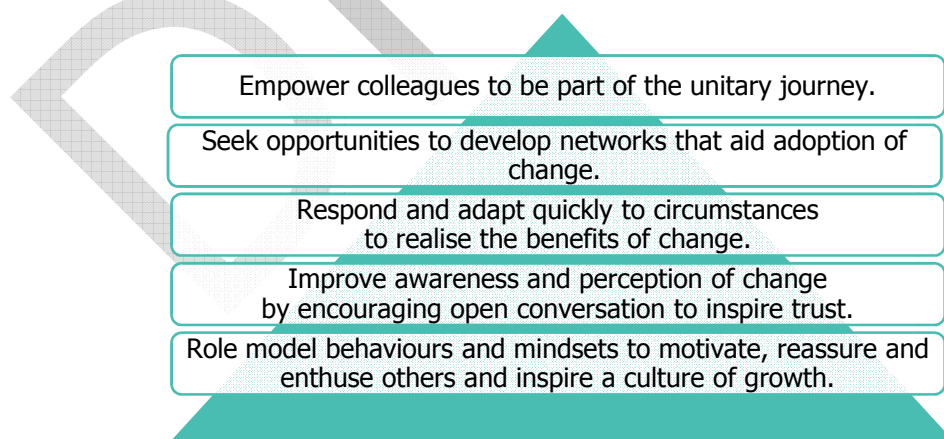 Empower colleagues to be part of the unitary journey.
Seek opportunities to develop networks that aid adoption of
change.
Respond and adapt quickly to circumstances
to realise the benefits of change.
Improve awareness and perception of change
by encouraging open conversation to inspire trust.
Role model behaviours and mindsets to motivate, reassure and
enthuse others and inspire a culture of growth.